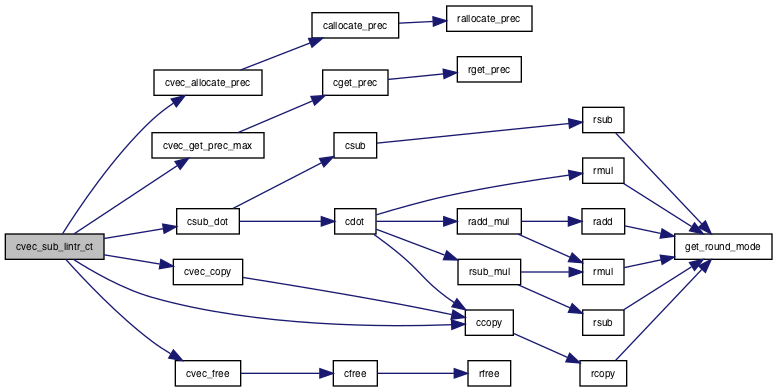 callocate_prec
rallocate_prec
cvec_allocate_prec
cget_prec
rget_prec
cvec_get_prec_max
csub
rsub
rmul
csub_dot
cdot
radd_mul
radd
cvec_sub_lintr_ct
get_round_mode
cvec_copy
rsub_mul
rmul
ccopy
rsub
cvec_free
cfree
rfree
rcopy